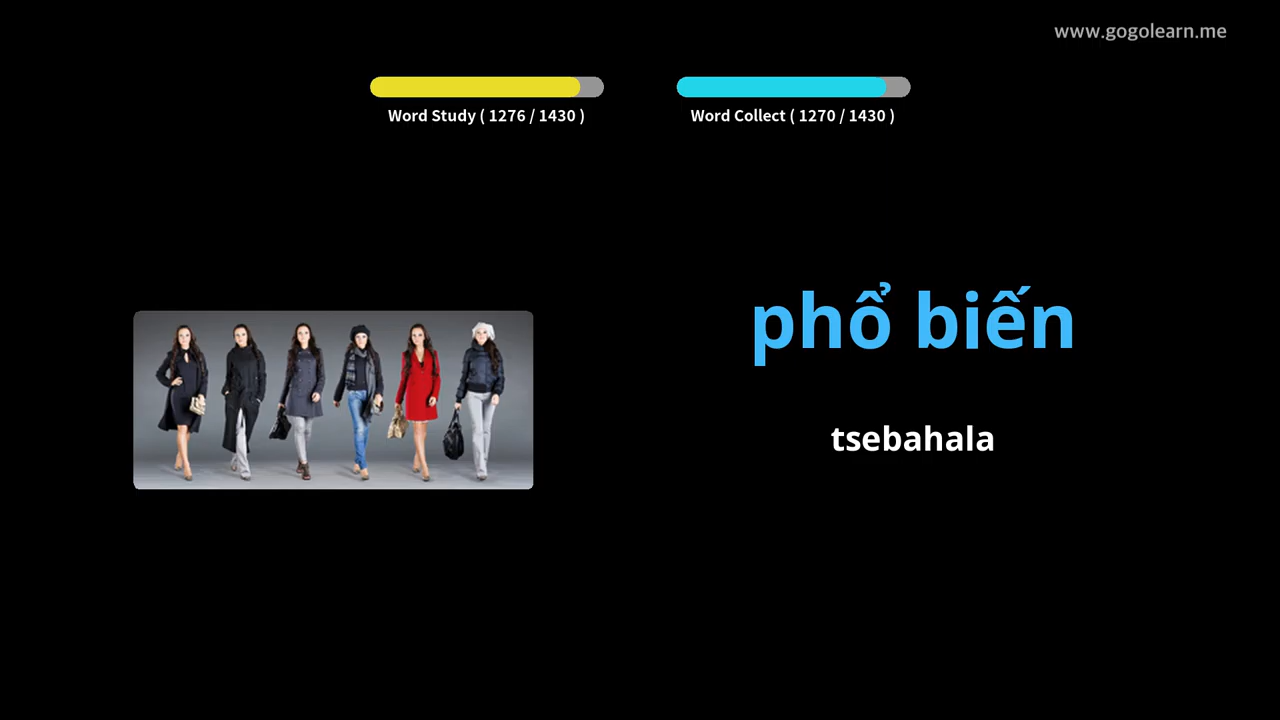 www.gogolearn.me
Word Study ( 1276 / 1430 )
Word Collect ( 1270 / 1430 )
phổ biến
tsebahala